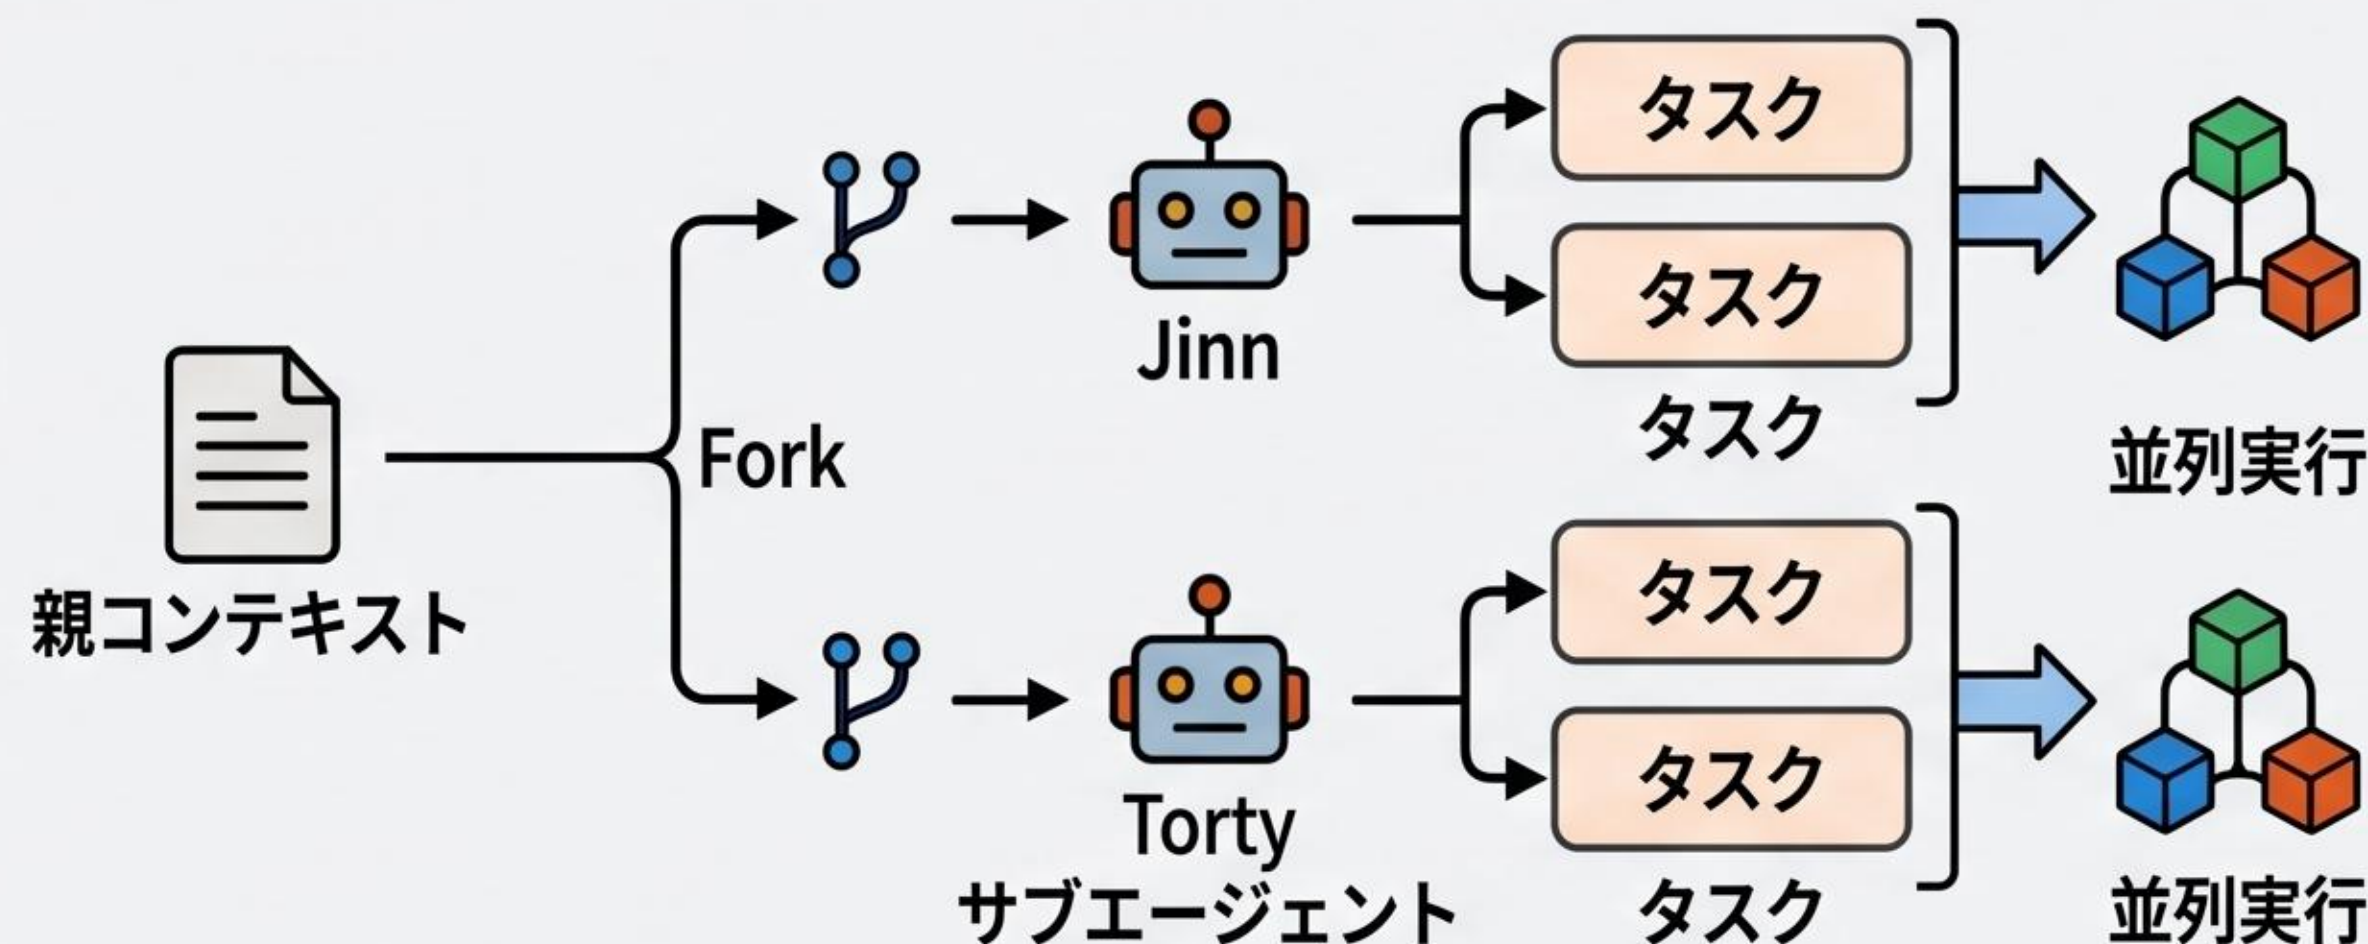 親コンテキスト
Fork
Jinn
タスク
タスク
タスク
並列実行
Torty
サブエージェント
タスク
タスク
タスク
並列実行